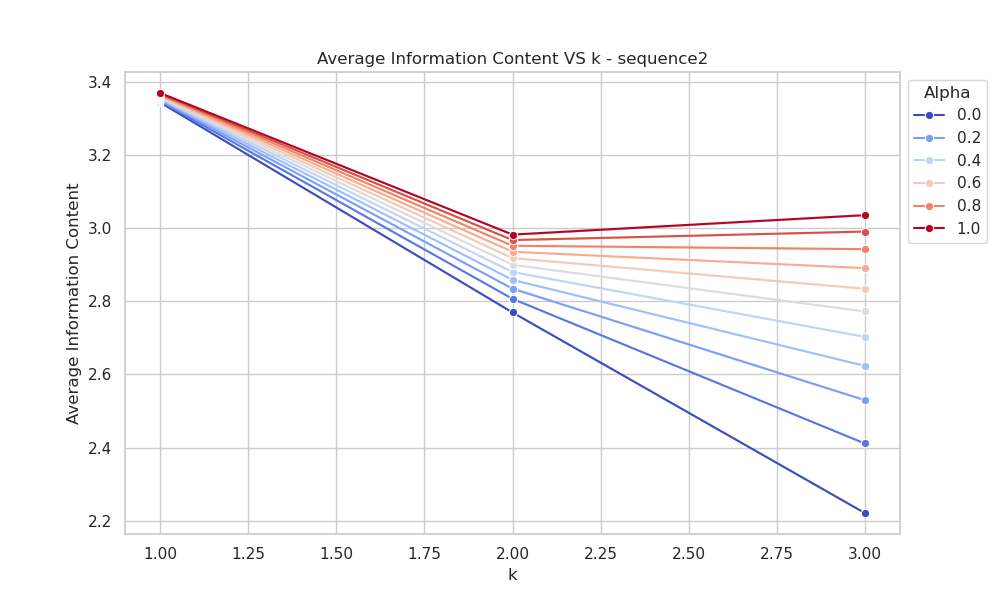 Average Information Content VS k - sequence2
Average Information Content
3.4
3.2
3.0
2.8
2.6
2.4
2.2
1.00 1.25 1.50 1.75 2.00 2.25 2.50 2.75 3.00
k
Alpha
0.0
0.2
0.4
0.6
0.8
1.0